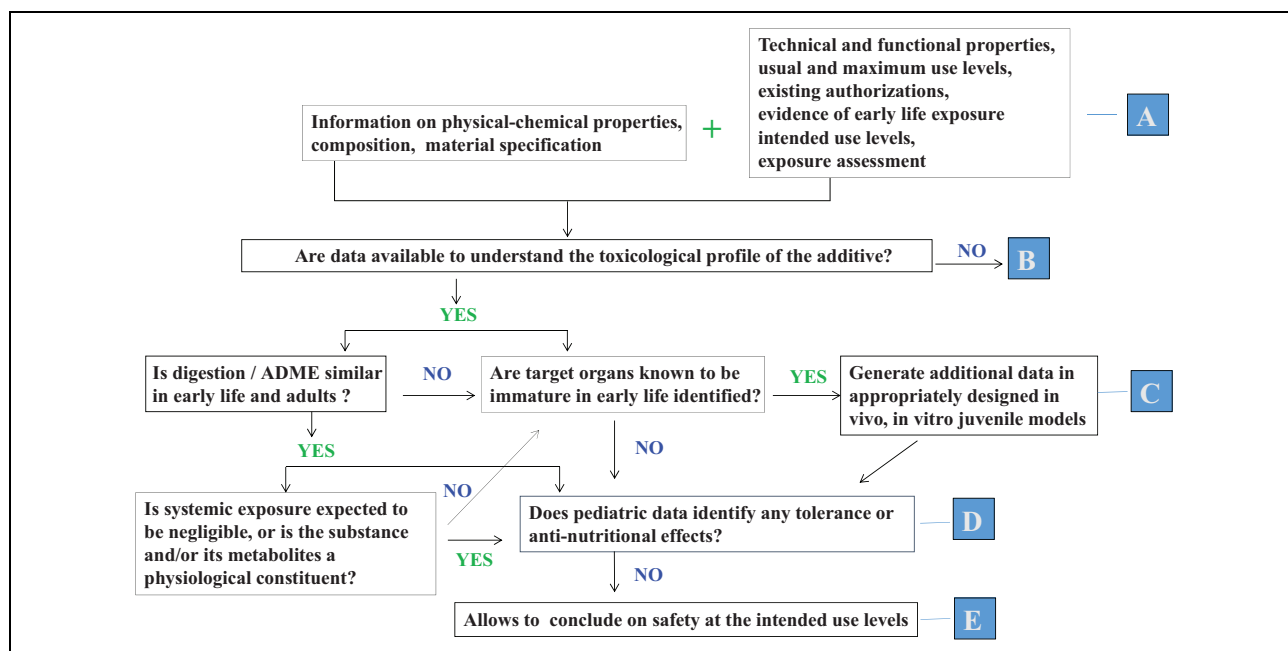 Information on physical-chemical properties,
composition, material specification
+
Technical and functional properties,
usual and maximum use levels,
existing authorizations,
evidence of early life exposure
intended use levels,
exposure assessment
A
Are data available to understand the toxicological profile of the additive?
NO
B
YES
Is digestion / ADME similar
in early life and adults ?
NO
Are target organs known to be
immature in early life identified?
YES
Generate additional data in
appropriately designed in
vivo, in vitro juvenile models
C
YES
NO
NO
Is systemic exposure expected to
be negligible, or is the substance
and/or its metabolites a
physiological constituent?
YES
Does pediatric data identify any tolerance or
anti-nutritional effects?
D
NO
Allows to conclude on safety at the intended use levels
E